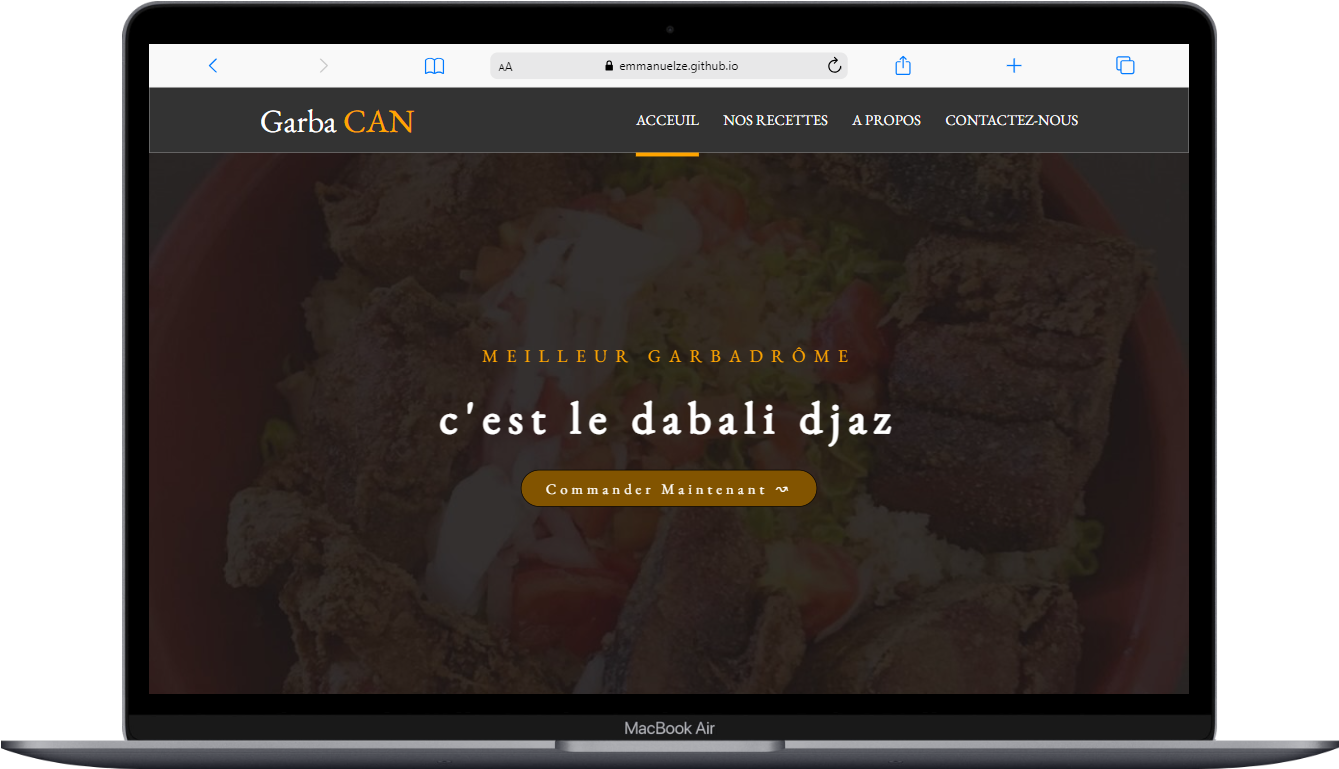 AA emmanuelze.github.io
Garba CAN ACCEUIL NOS RECETTES A PROPOS CONTACTEZ-NOUS
MEILLEUR GARBADRÔME
c'est le dabali djaz
Commander Maintenant ↝
MacBook Air